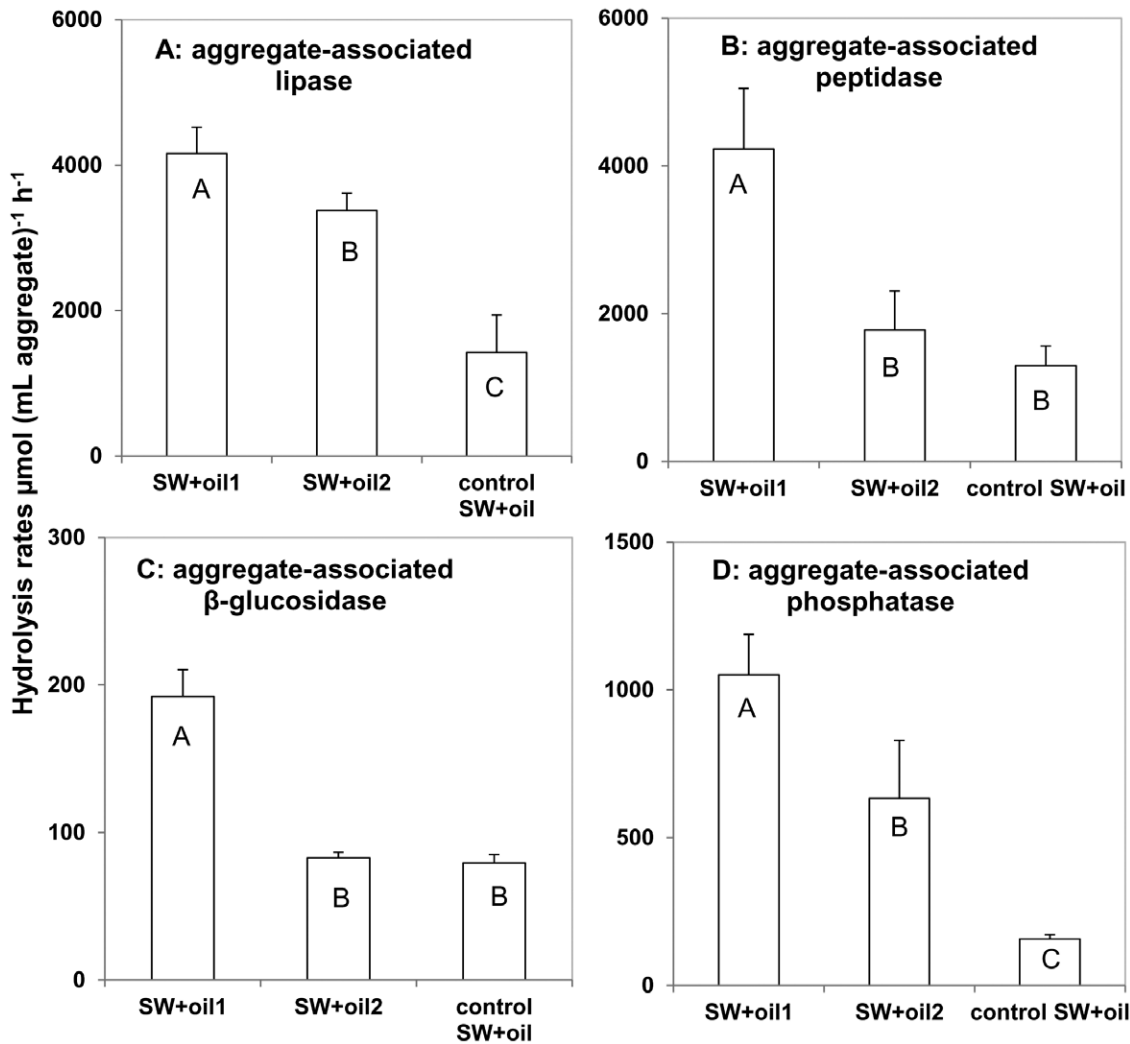 Hydrolysis rates μmol (mL aggregate)⁻¹ h⁻¹
A: aggregate-associated
lipase
6000
4000
2000
0
A
B
C
SW+oil1
SW+oil2
control
SW+oil
B: aggregate-associated
peptidase
6000
4000
2000
0
A
B
B
SW+oil1
SW+oil2
control SW+oil
C: aggregate-associated
β-glucosidase
300
200
100
0
A
B
B
SW+oil1
SW+oil2
control
SW+oil
D: aggregate-associated
phosphatase
1500
1000
500
0
A
B
C
SW+oil1
SW+oil2
control SW+oil